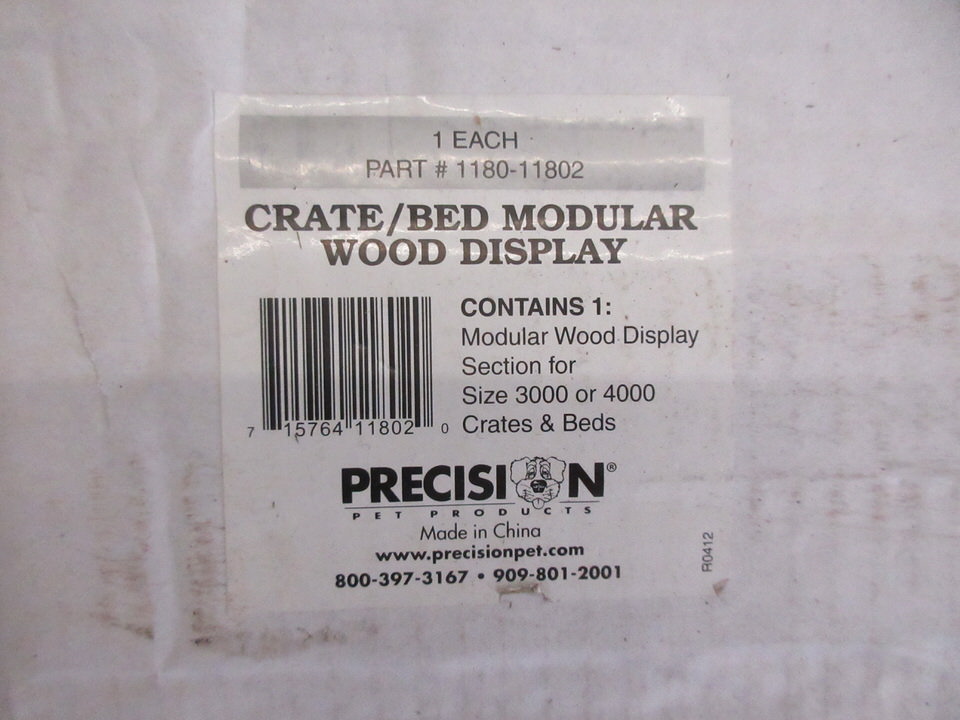 1 EACH
PART # 1180-11802
CRATE/BED MODULAR
WOOD DISPLAY
CONTAINS 1:
Modular Wood Display
Section for
Size 3000 or 4000
Crates & Beds
7 15764 11802 0
PRECISION®
PET PRODUCTS
Made in China
www.precisionpet.com
800-397-3167 • 909-801-2001
R0412